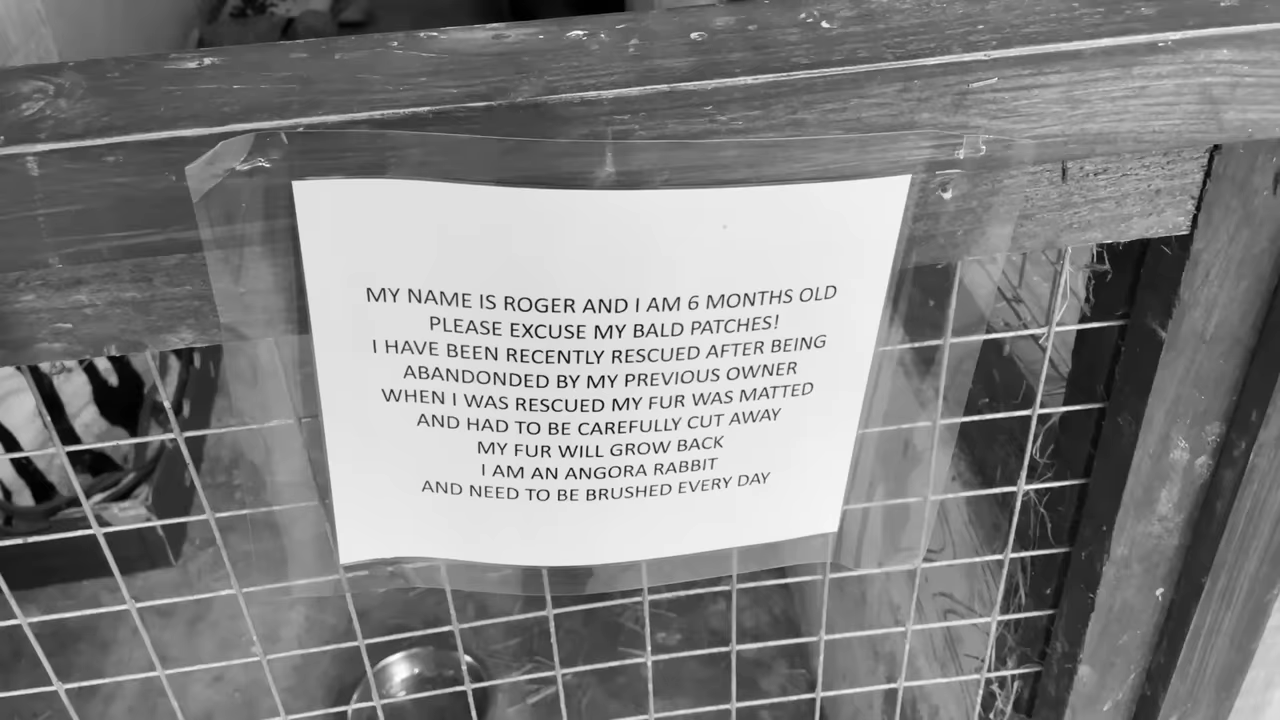 MY NAME IS ROGER AND I AM 6 MONTHS OLD
PLEASE EXCUSE MY BALD PATCHES!
I HAVE BEEN RECENTLY RESCUED AFTER BEING
ABANDONDED BY MY PREVIOUS OWNER
WHEN I WAS RESCUED MY FUR WAS MATTED
AND HAD TO BE CAREFULLY CUT AWAY
MY FUR WILL GROW BACK
I AM AN ANGORA RABBIT
AND NEED TO BE BRUSHED EVERY DAY